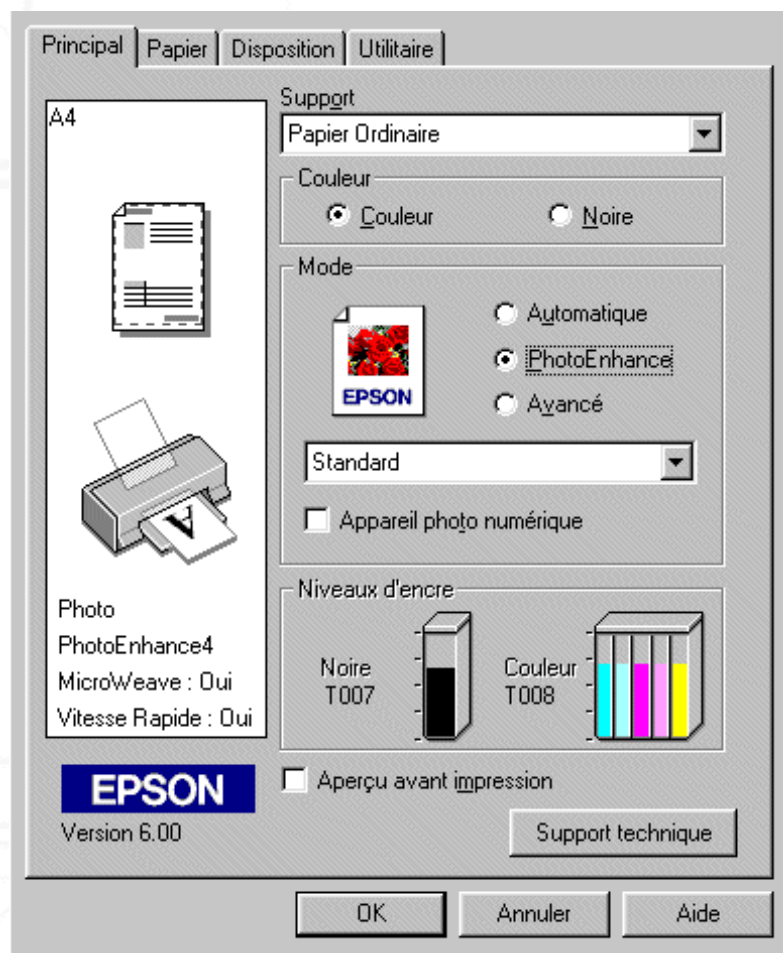 Principal Papier Disposition Utilitaire
A4
Support
Papier Ordinaire
Couleur
Couleur Noire
Mode
EPSON
Automatique
PhotoEnhance
Avancé
Standard
Appareil photo numérique
A
Photo
PhotoEnhance4
MicroWeave : Oui
Vitesse Rapide : Oui
Niveaux d'encre
Noire
T007
Couleur
T008
EPSON
Version 6.00
Aperçu avant impression
Support technique
OK Annuler Aide